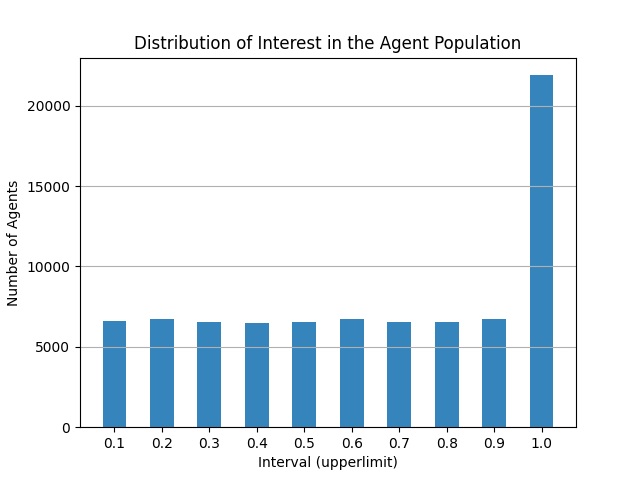 Distribution of Interest in the Agent Population
Number of Agents
20000
15000
10000
5000
0
0.1 0.2 0.3 0.4 0.5 0.6 0.7 0.8 0.9 1.0
Interval (upperlimit)